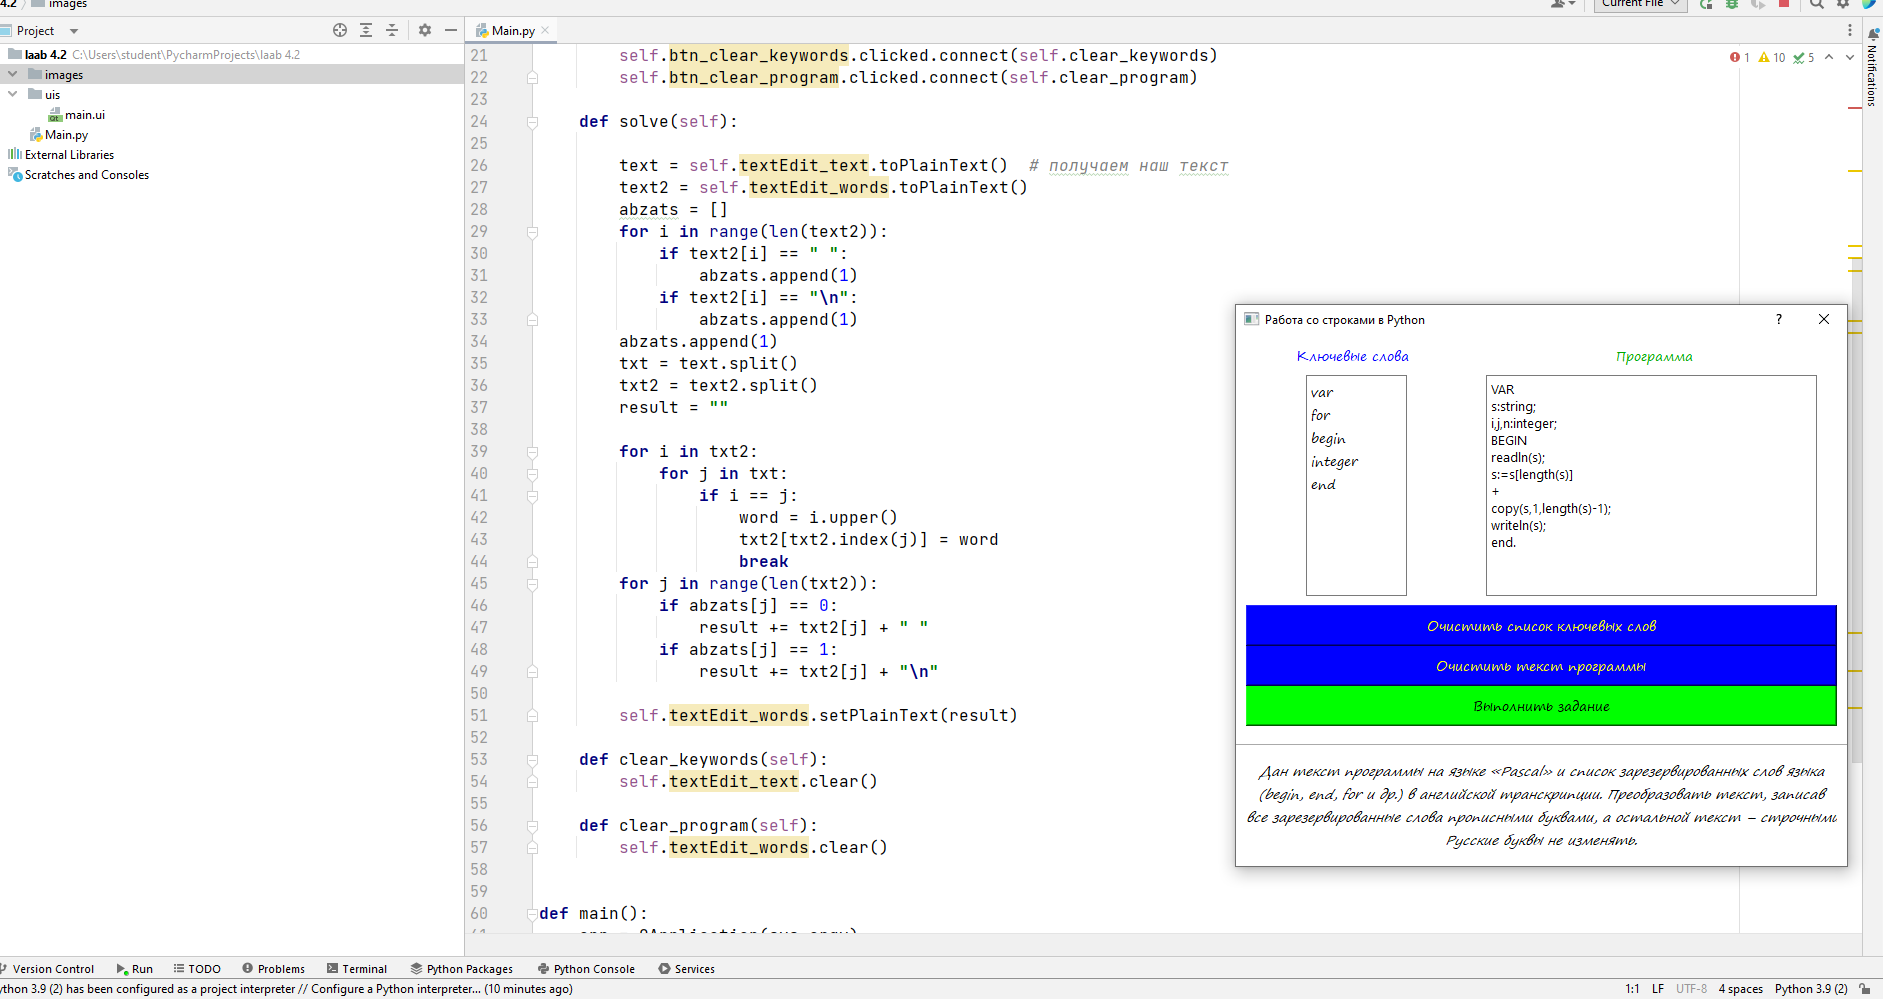 4.2
images
Current File
Project
Main.py
laab 4.2 C:\Users\student\PycharmProjects\laab 4.2
images
uis
main.ui
Main.py
External Libraries
Scratches and Consoles
1 10 5
Notifications
21 self.btn_clear_keywords.clicked.connect(self.clear_keywords)
22 self.btn_clear_program.clicked.connect(self.clear_program)
23
24 def solve(self):
25
26 text = self.textEdit_text.toPlainText()  # получаем наш текст
27 text2 = self.textEdit_words.toPlainText()
28 abzats = []
29 for i in range(len(text2)):
30 if text2[i] == " ":
31 abzats.append(1)
32 if text2[i] == "\n":
33 abzats.append(1)
34 abzats.append(1)
35 txt = text.split()
36 txt2 = text2.split()
37 result = ""
38
39 for i in txt2:
40 for j in txt:
41 if i == j:
42 word = i.upper()
43 txt2[txt2.index(j)] = word
44 break
45 for j in range(len(txt2)):
46 if abzats[j] == 0:
47 result += txt2[j] + " "
48 if abzats[j] == 1:
49 result += txt2[j] + "\n"
50
51 self.textEdit_words.setPlainText(result)
52
53 def clear_keywords(self):
54 self.textEdit_text.clear()
55
56 def clear_program(self):
57 self.textEdit_words.clear()
58
59
60 def main():
Работа со строками в Python
?
Ключевые слова
Программа
var
for
begin
integer
end
VAR
s:string;
i,j,n:integer;
BEGIN
readln(s);
s:=s[length(s)]
+
copy(s,1,length(s)-1);
writeln(s);
end.
Очистить список ключевых слов
Очистить текст программы
Выполнить задание
Дан текст программы на языке «Pascal» и список зарезервированных слов языка
(begin, end, for и др.) в английской транскрипции. Преобразовать текст, записав
все зарезервированные слова прописными буквами, а остальной текст – строчными
Русские буквы не изменять.
Version Control Run TODO Problems Terminal Python Packages Python Console Services
ython 3.9 (2) has been configured as a project interpreter // Configure a Python interpreter... (10 minutes ago)
1:1 LF UTF-8 4 spaces Python 3.9 (2)